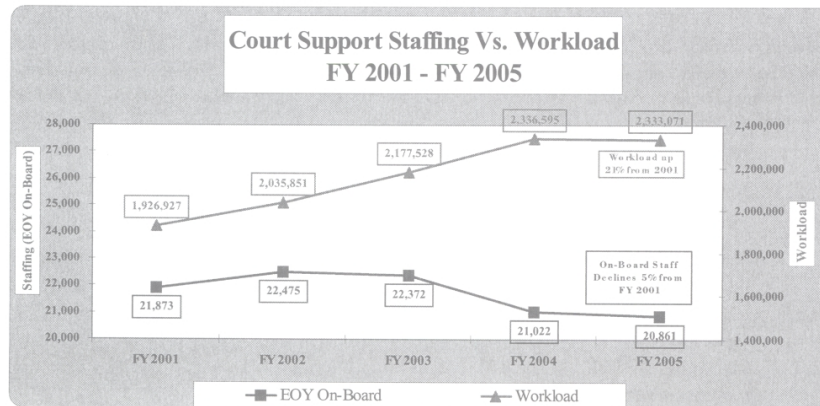 Court Support Staffing Vs. Workload
FY 2001 - FY 2005
28,000
27,000
26,000
25,000
24,000
23,000
22,000
21,000
20,000
Staffing (EOY On-Board)
2,400,000
2,200,000
2,000,000
1,800,000
1,600,000
1,400,000
Workload
1,926,927
2,035,851
2,177,528
2,336,595
2,333,071
Workload up
21% from 2001
On-Board Staff
Declines 5% from
FY 2001
21,873
22,475
22,372
21,022
20,861
FY 2001
FY 2002
FY 2003
FY 2004
FY 2005
EOY On-Board
Workload